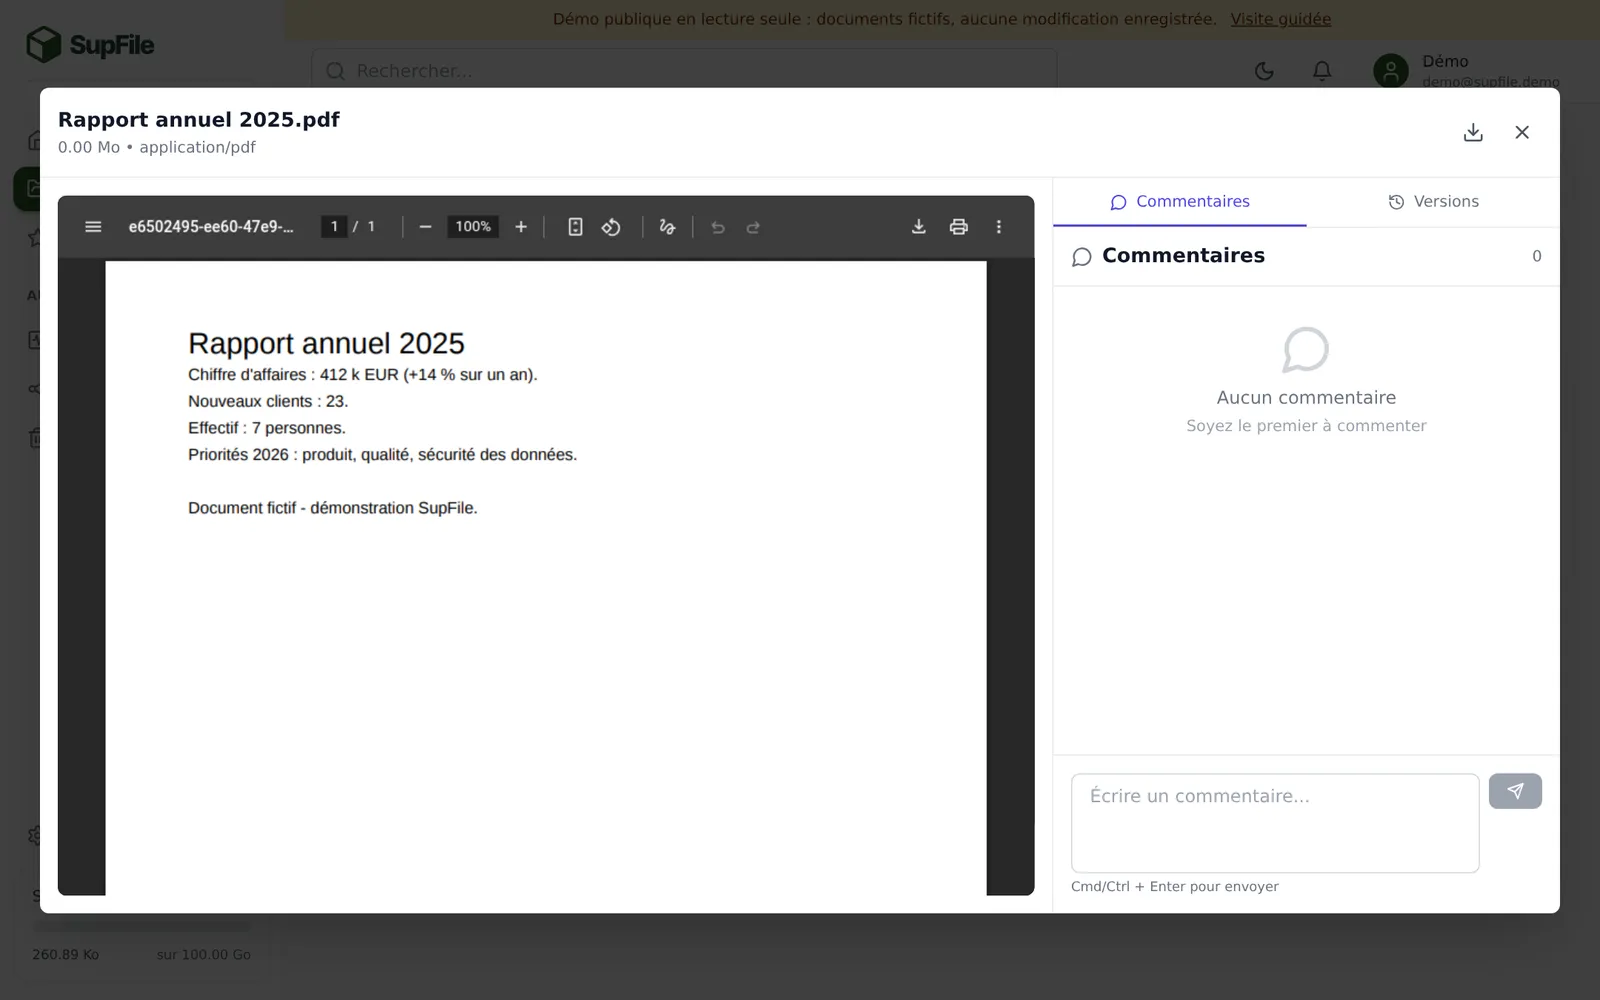 Démo publique en lecture seule : documents fictifs, aucune modification enregistrée. Visite guidée
SupFile
Rechercher...
Démo
demo@supfile.demo
Rapport annuel 2025.pdf
0.00 Mo • application/pdf
e6502495-ee60-47e9-...
1 / 1
100%
Rapport annuel 2025
Chiffre d'affaires : 412 k EUR (+14 % sur un an).
Nouveaux clients : 23.
Effectif : 7 personnes.
Priorités 2026 : produit, qualité, sécurité des données.
Document fictif - démonstration SupFile.
Commentaires
Versions
Commentaires
0
Aucun commentaire
Soyez le premier à commenter
Écrire un commentaire...
Cmd/Ctrl + Enter pour envoyer
260.89 Ko
sur 100.00 Go